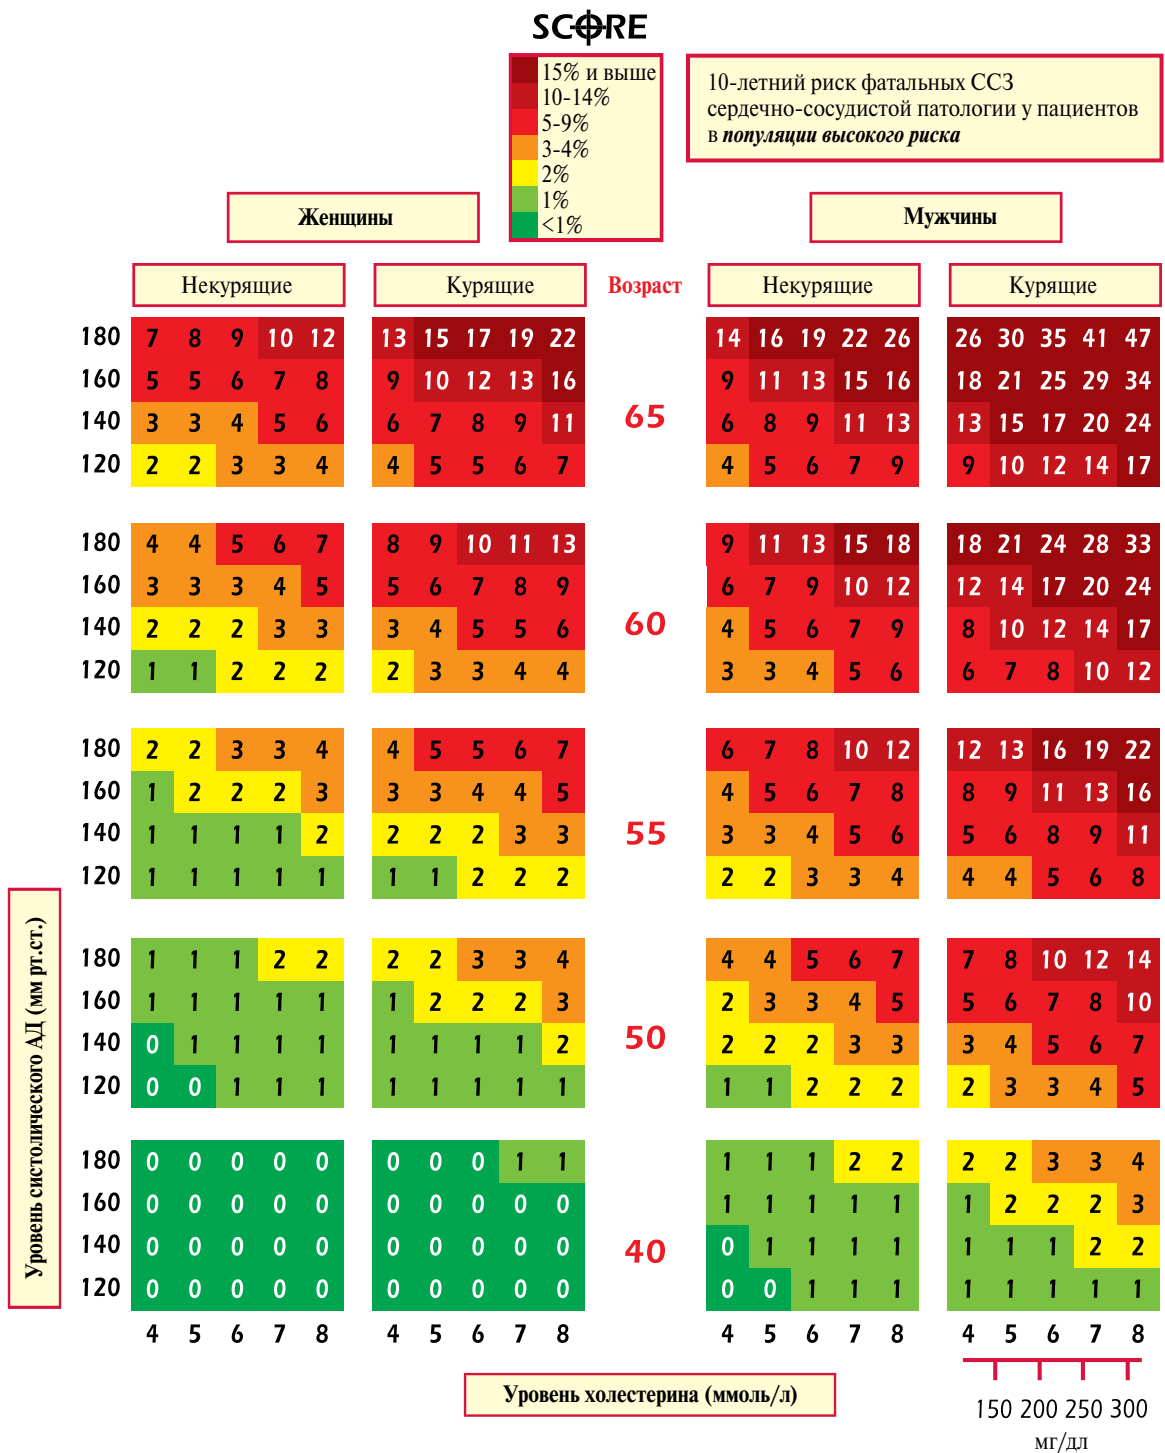 SCORE
15% и выше
10-14%
5-9%
3-4%
2%
1%
<1%
10-летний риск фатальных ССЗ
сердечно-сосудистой патологии у пациентов
в популяции высокого риска
Женщины
Мужчины
Некурящие Курящие Возраст Некурящие Курящие
180 7 8 9 10 12 13 15 17 19 22 14 16 19 22 26 26 30 35 41 47
160 5 5 6 7 8 9 10 12 13 16 9 11 13 15 16 18 21 25 29 34
65
140 3 3 4 5 6 6 7 8 9 11 6 8 9 11 13 13 15 17 20 24
120 2 2 3 3 4 4 5 5 6 7 4 5 6 7 9 9 10 12 14 17
180 4 4 5 6 7 8 9 10 11 13 9 11 13 15 18 18 21 24 28 33
160 3 3 3 4 5 5 6 7 8 9 6 7 9 10 12 12 14 17 20 24
60
140 2 2 2 3 3 3 4 5 5 6 4 5 6 7 9 8 10 12 14 17
120 1 1 2 2 2 2 3 3 4 4 3 3 4 5 6 6 7 8 10 12
180 2 2 3 3 4 4 5 5 6 7 6 7 8 10 12 12 13 16 19 22
160 1 2 2 2 3 3 3 4 4 5 4 5 6 7 8 8 9 11 13 16
55
140 1 1 1 1 2 2 2 2 3 3 3 3 4 5 6 5 6 8 9 11
120 1 1 1 1 1 1 1 2 2 2 2 2 3 3 4 4 4 5 6 8
180 1 1 1 2 2 2 2 3 3 4 4 4 5 6 7 7 8 10 12 14
160 1 1 1 1 1 1 2 2 2 3 2 3 3 4 5 5 6 7 8 10
50
140 0 1 1 1 1 1 1 1 1 2 2 2 2 3 3 3 4 5 6 7
120 0 0 1 1 1 1 1 1 1 1 1 1 2 2 2 2 3 3 4 5
180 0 0 0 0 0 0 0 0 1 1 1 1 1 2 2 2 2 3 3 4
160 0 0 0 0 0 0 0 0 0 0 1 1 1 1 1 1 2 2 2 3
40
140 0 0 0 0 0 0 0 0 0 0 0 1 1 1 1 1 1 1 2 2
120 0 0 0 0 0 0 0 0 0 0 0 0 1 1 1 1 1 1 1 1
4 5 6 7 8 4 5 6 7 8 4 5 6 7 8 4 5 6 7 8
Уровень систолического АД (мм рт.ст.)
Уровень холестерина (ммоль/л)
150 200 250 300
мг/дл